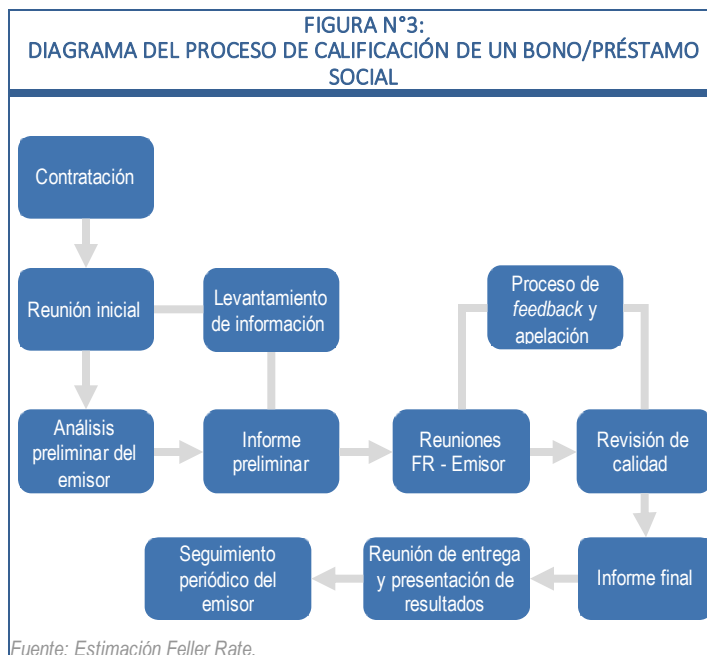 FIGURA N°3:
DIAGRAMA DEL PROCESO DE CALIFICACIÓN DE UN BONO/PRÉSTAMO
SOCIAL
Contratación
Reunión inicial
Levantamiento
de información
Proceso de
feedback y
apelación
Análisis
preliminar del
emisor
Informe
preliminar
Reuniones
FR - Emisor
Revisión de
calidad
Seguimiento
periódico del
emisor
Reunión de entrega
y presentación de
resultados
Informe final
Fuente: Estimación Feller Rate.